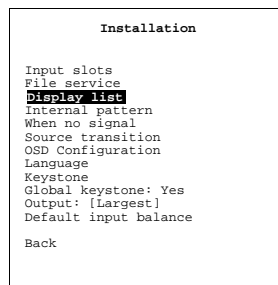 Installation
Input slots
File service
Display list
Internal pattern
When no signal
Source transition
OSD Configuration
Language
Keystone
Global keystone: Yes
Output: [Largest]
Default input balance
Back